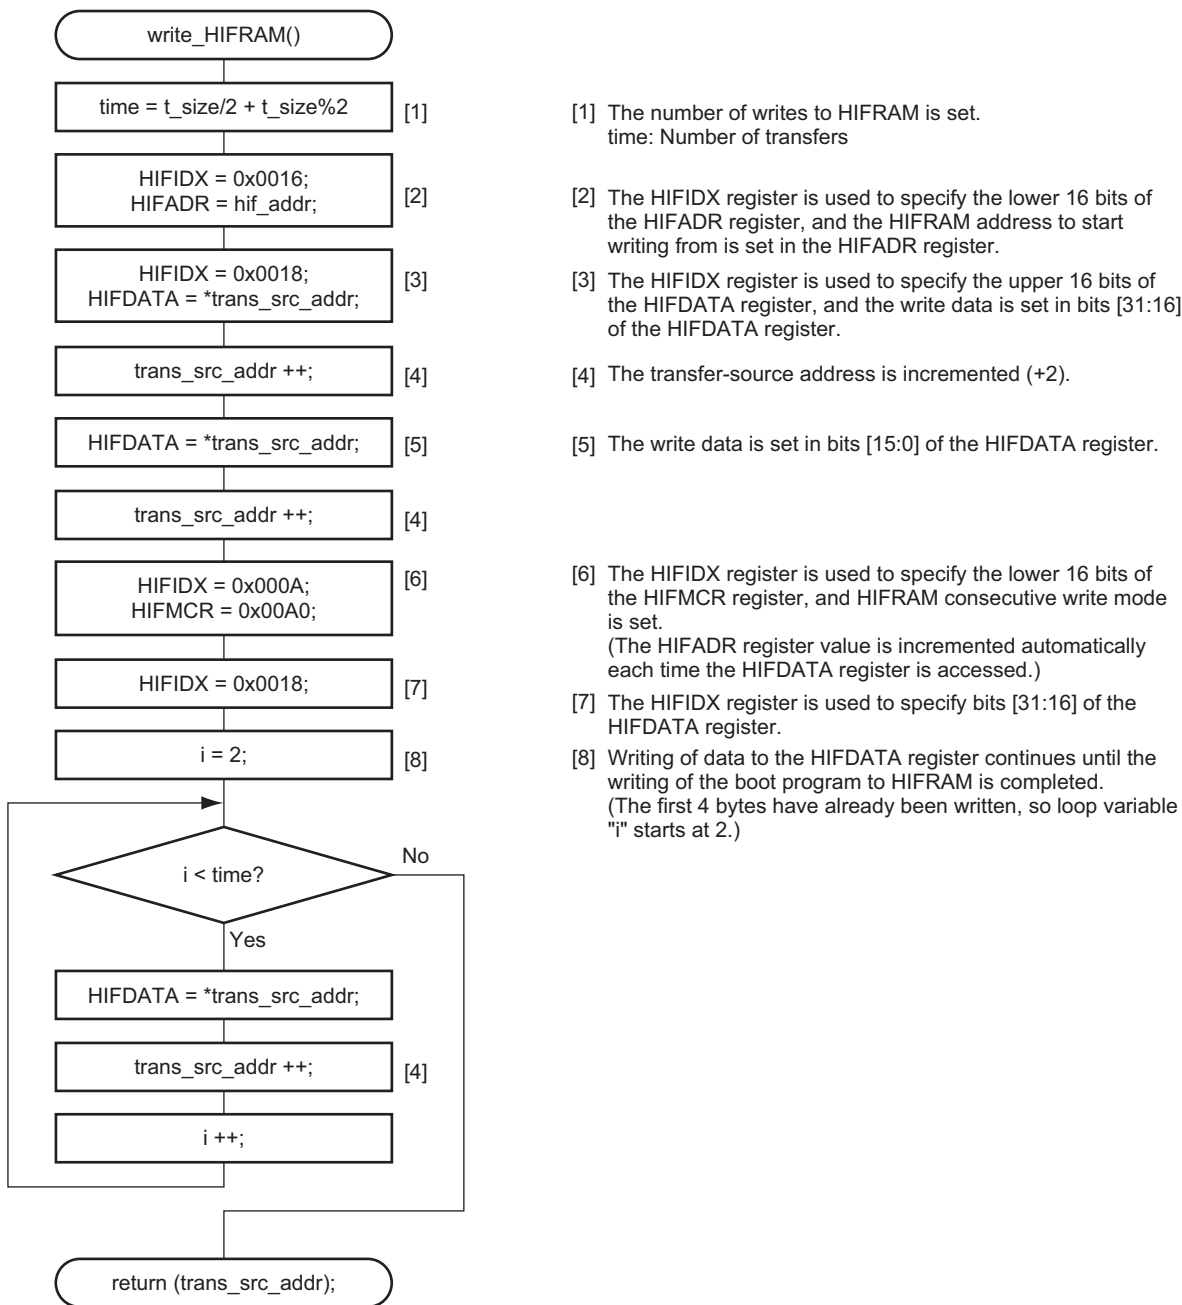 write_HIFRAM()
time = t_size/2 + t_size%2
[1]
[1] The number of writes to HIFRAM is set.
time: Number of transfers
HIFIDX = 0x0016;
HIFADR = hif_addr;
[2]
[2] The HIFIDX register is used to specify the lower 16 bits of
the HIFADR register, and the HIFRAM address to start
writing from is set in the HIFADR register.
HIFIDX = 0x0018;
HIFDATA = *trans_src_addr;
[3]
[3] The HIFIDX register is used to specify the upper 16 bits of
the HIFDATA register, and the write data is set in bits [31:16]
of the HIFDATA register.
trans_src_addr ++;
[4]
[4] The transfer-source address is incremented (+2).
HIFDATA = *trans_src_addr;
[5]
[5] The write data is set in bits [15:0] of the HIFDATA register.
trans_src_addr ++;
[4]
HIFIDX = 0x000A;
HIFMCR = 0x00A0;
[6]
[6] The HIFIDX register is used to specify the lower 16 bits of
the HIFMCR register, and HIFRAM consecutive write mode
is set.
(The HIFADR register value is incremented automatically
each time the HIFDATA register is accessed.)
HIFIDX = 0x0018;
[7]
[7] The HIFIDX register is used to specify bits [31:16] of the
HIFDATA register.
i = 2;
[8]
[8] Writing of data to the HIFDATA register continues until the
writing of the boot program to HIFRAM is completed.
(The first 4 bytes have already been written, so loop variable
"i" starts at 2.)
i < time?
No
Yes
HIFDATA = *trans_src_addr;
trans_src_addr ++;
[4]
i ++;
return (trans_src_addr);